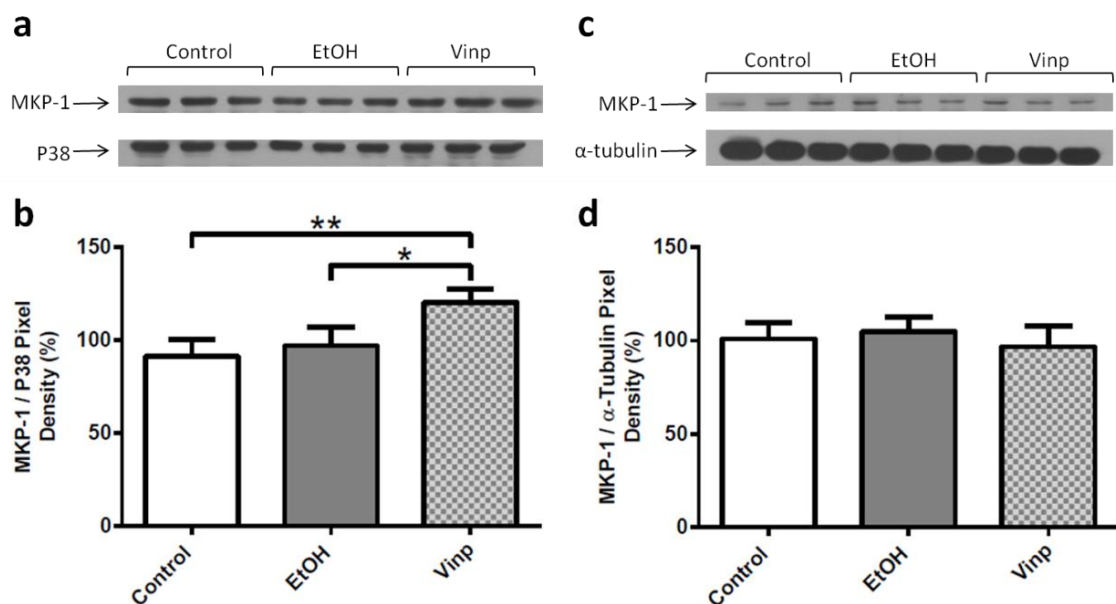 a
Control EtOH Vinp
MKP-1
P38
b
**
*
150
100
50
0
MKP-1 / P38 Pixel
Density (%)
Control
EtOH
Vinp
c
Control EtOH Vinp
MKP-1
α-tubulin
d
150
100
50
0
MKP-1 / α-Tubulin Pixel
Density (%)
Control
EtOH
Vinp